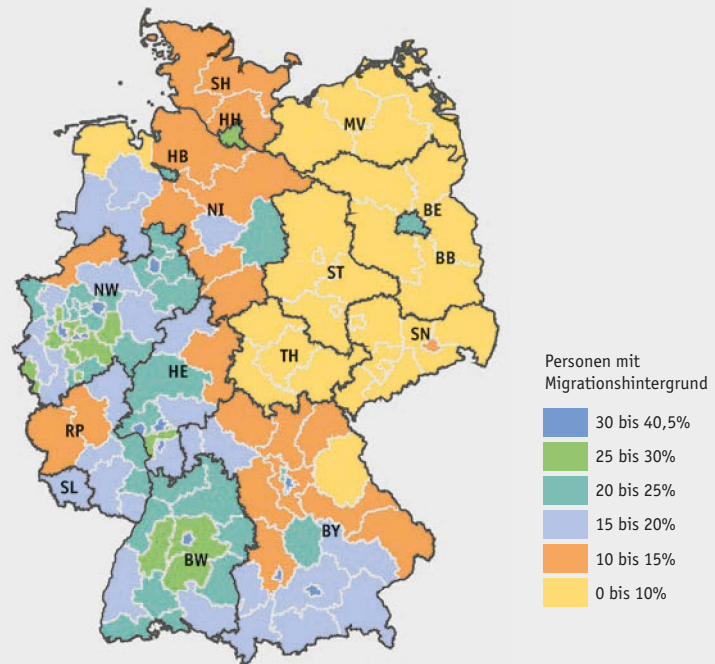 SH
HH
MV
HB
NI
BE
BB
ST
NW
SN
TH
HE
RP
SL
BY
BW
Personen mit
Migrationshintergrund
30 bis 40,5%
25 bis 30%
20 bis 25%
15 bis 20%
10 bis 15%
0 bis 10%